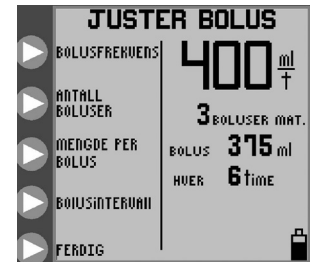 JUSTER BOLUS
BOLUSFREKVENS
ANTALL
BOLUSER
MENGDE PER
BOLUS
BOlUSiNTERVAll
FERDIG
400 ml/t
3 BOLUSER MAT.
BOLUS 375 ml
HVER 6 time